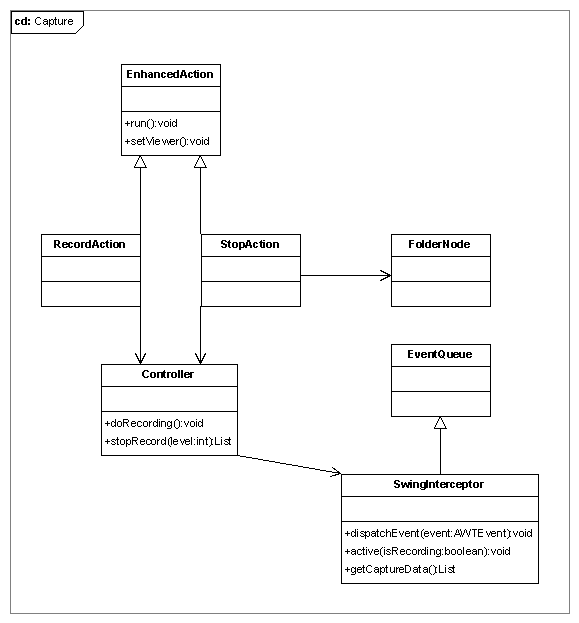 cd: Capture
EnhancedAction
+run():void
+setViewer():void
RecordAction
StopAction
FolderNode
EventQueue
Controller
+doRecording():void
+stopRecord(level:int):List
SwingInterceptor
+dispatchEvent(event:AWTEvent):void
+active(isRecording:boolean):void
+getCaptureData():List